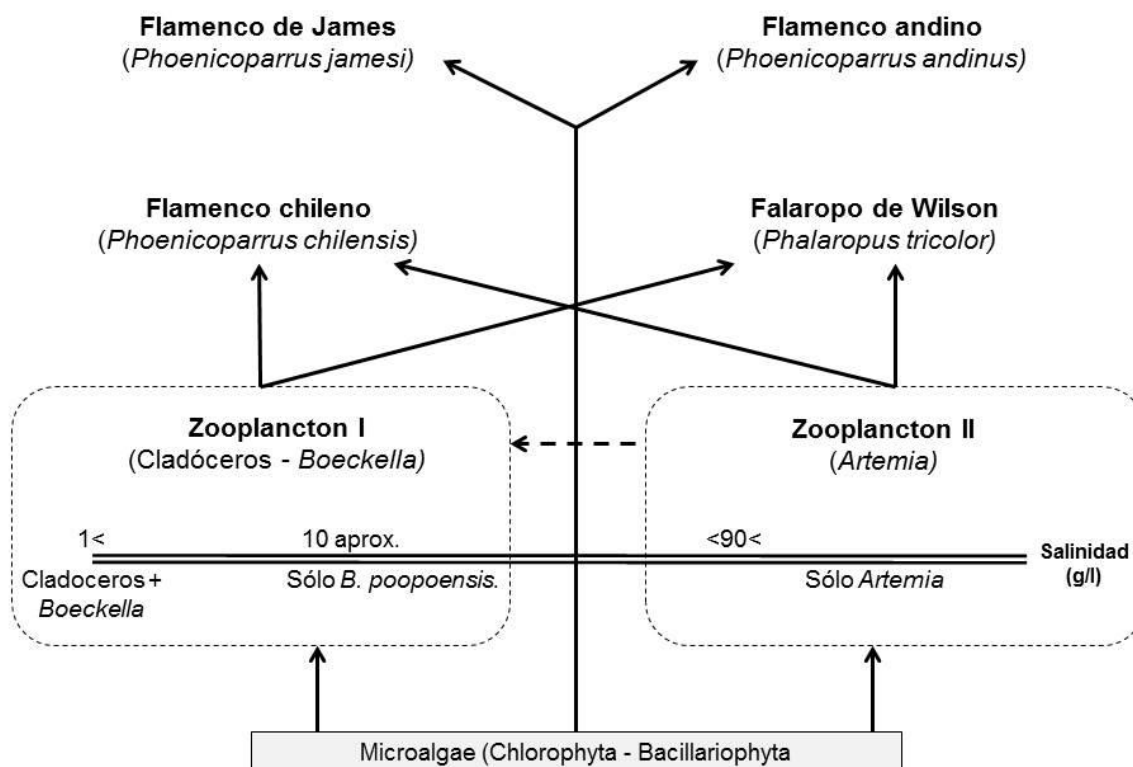 Flamenco de James
(Phoenicoparrus jamesi)
Flamenco andino
(Phoenicoparrus andinus)
Flamenco chileno
(Phoenicoparrus chilensis)
Falaropo de Wilson
(Phalaropus tricolor)
Zooplancton I
(Cladóceros - Boeckella)
Zooplancton II
(Artemia)
1<
10 aprox.
<90<
Salinidad
(g/l)
Cladoceros +
Boeckella
Sólo B. poopoensis.
Sólo Artemia
Microalgae (Chlorophyta - Bacillariophyta